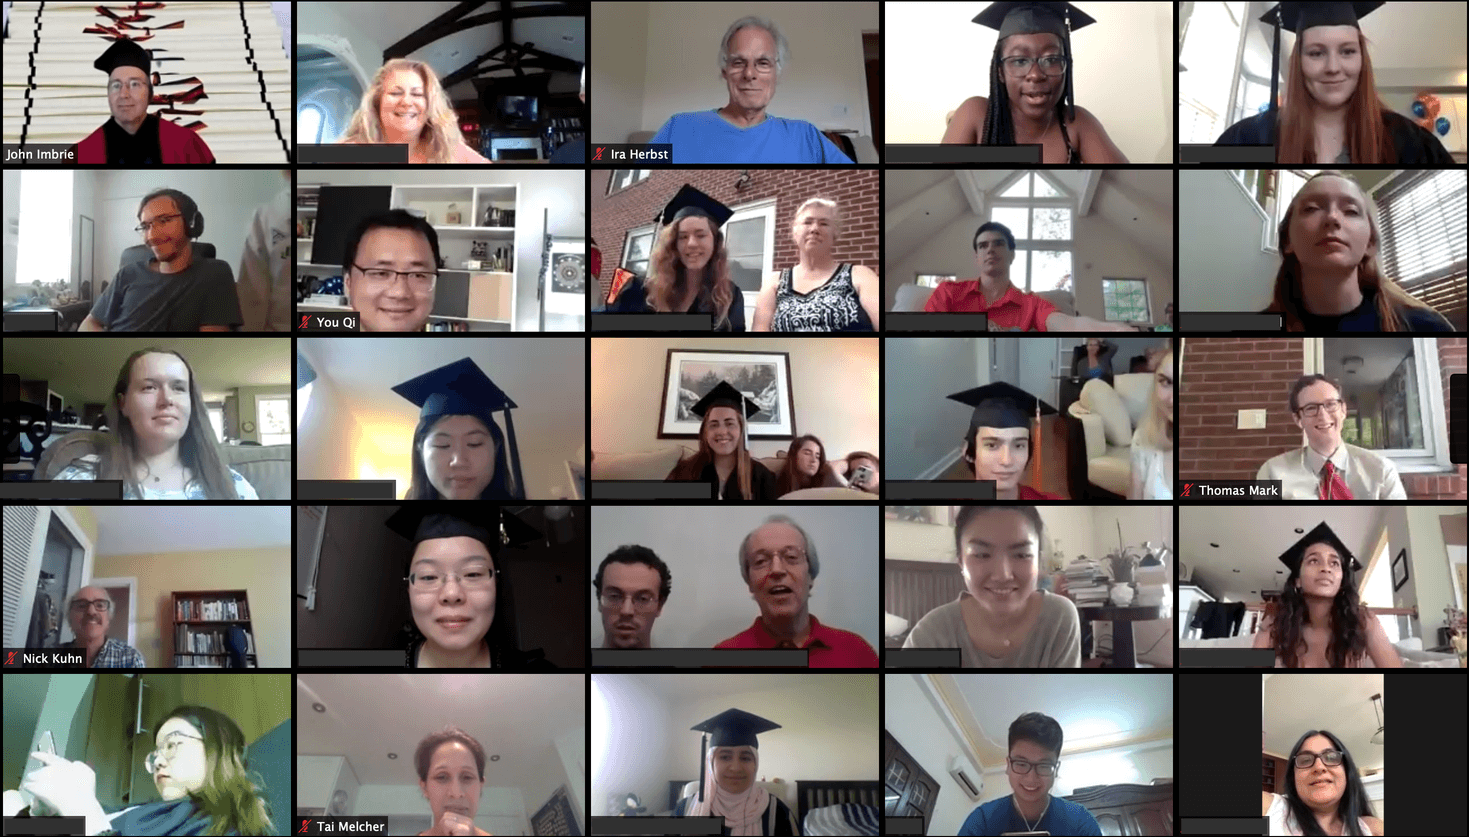 John Imbrie
Ira Herbst
You Qi
Thomas Mark
Nick Kuhn
Tai Melcher